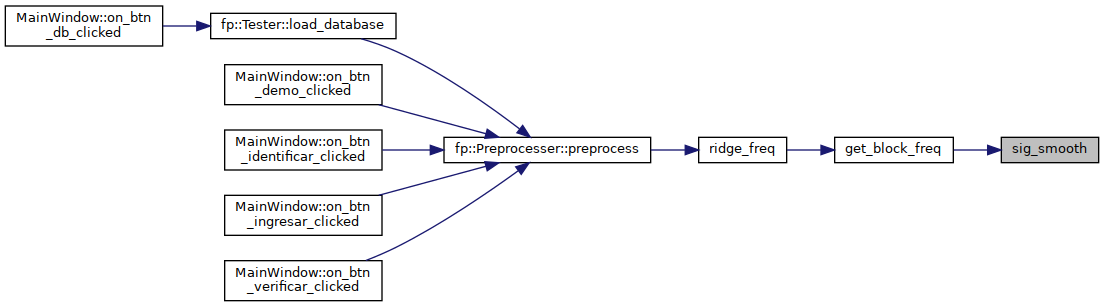 MainWindow::on_btn
_db_clicked
fp::Tester::load_database
MainWindow::on_btn
_demo_clicked
MainWindow::on_btn
_identificar_clicked
MainWindow::on_btn
_ingresar_clicked
MainWindow::on_btn
_verificar_clicked
fp::Preprocesser::preprocess
ridge_freq
get_block_freq
sig_smooth